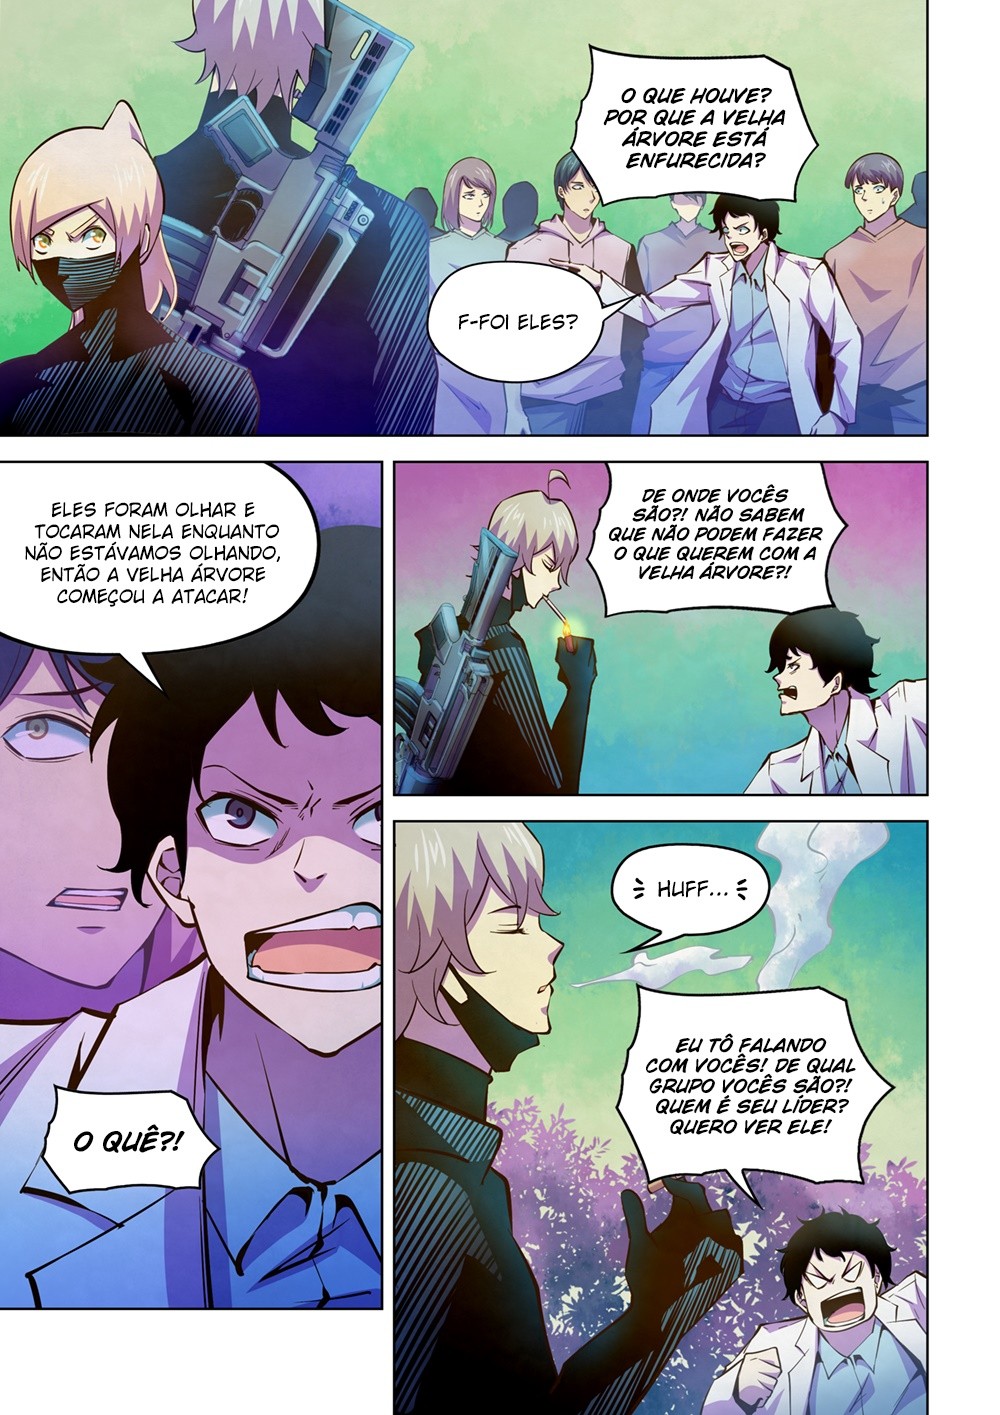 O QUE HOUVE?
POR QUE A VELHA
ÁRVORE ESTÁ
ENFURECIDA?
F-FOI ELES?
ELES FORAM OLHAR E
TOCARAM NELA ENQUANTO
NÃO ESTÁVAMOS OLHANDO,
ENTÃO A VELHA ÁRVORE
COMEÇOU A ATACAR!
O QUÊ?!
DE ONDE VOCÊS
SÃO?! NÃO SABEM
QUE NÃO PODEM FAZER
O QUE QUEREM COM A
VELHA ÁRVORE?!
HUFF...
EU TÔ FALANDO
COM VOCÊS! DE QUAL
GRUPO VOCÊS SÃO?!
QUEM É SEU LÍDER?
QUERO VER ELE!